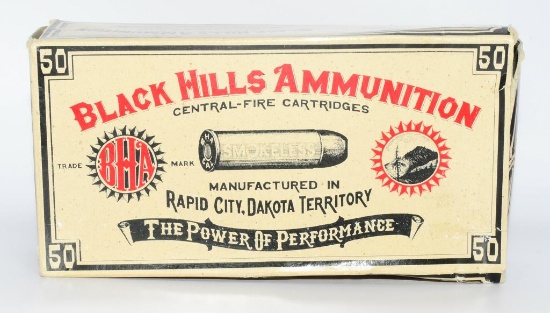 50 50
BLACK HILLS AMMUNITION
CENTRAL-FIRE CARTRIDGES
SMOKELESS
TRADE BHA MARK
MANUFACTURED IN
RAPID CITY, DAKOTA TERRITORY
THE POWER OF PERFORMANCE
50 50